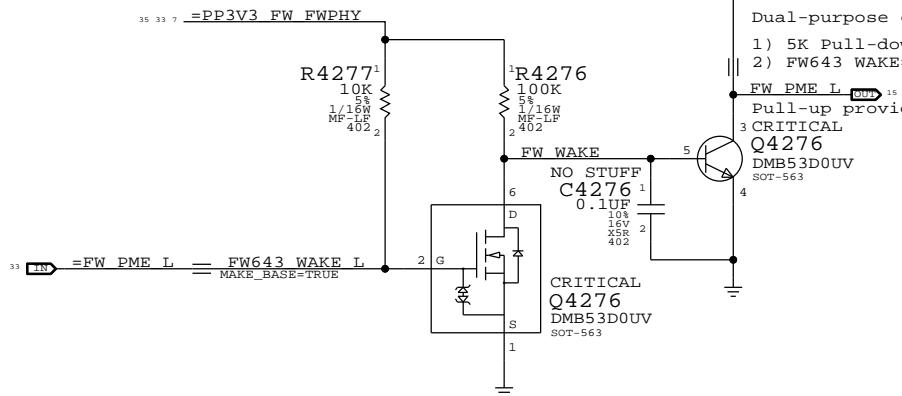 35 33 7 =PP3V3_FW_FWPHY
Dual-purpose
1) 5K Pull-dow
2) FW643 WAKE
FW_PME_L OUT 15
Pull-up provi
R4277 1
10K
5%
1/16W
MF-LF
402
2
1 R4276
100K
5%
1/16W
MF-LF
402
2
3 CRITICAL
Q4276
DMB53D0UV
SOT-563
5
4
FW_WAKE
NO STUFF
C4276 1
0.1UF
10%
16V
X5R
402
2
6
D
33 IN =FW_PME_L FW643_WAKE_L
MAKE_BASE=TRUE
2 G
S
1
CRITICAL
Q4276
DMB53D0UV
SOT-563